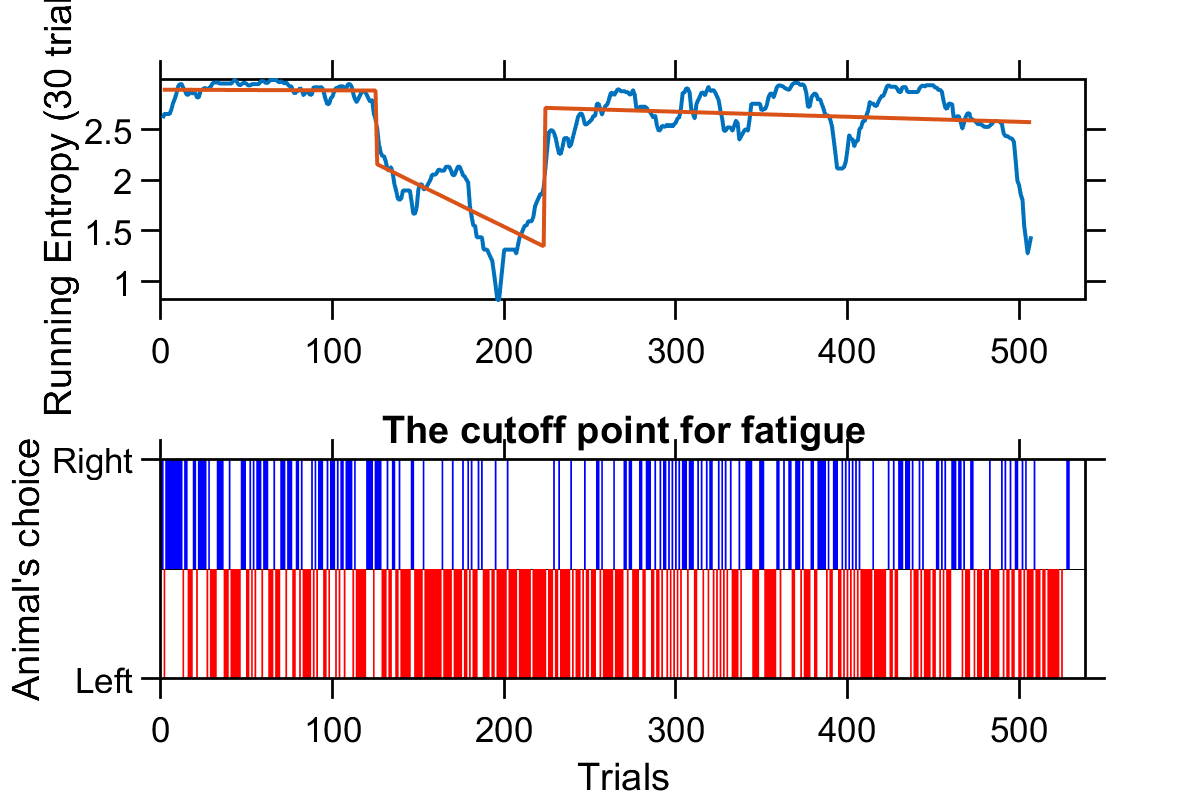 Running Entropy (30 trial
2.5
2
1.5
1
0 100 200 300 400 500
The cutoff point for fatigue
Animal's choice
Right
Left
0 100 200 300 400 500
Trials